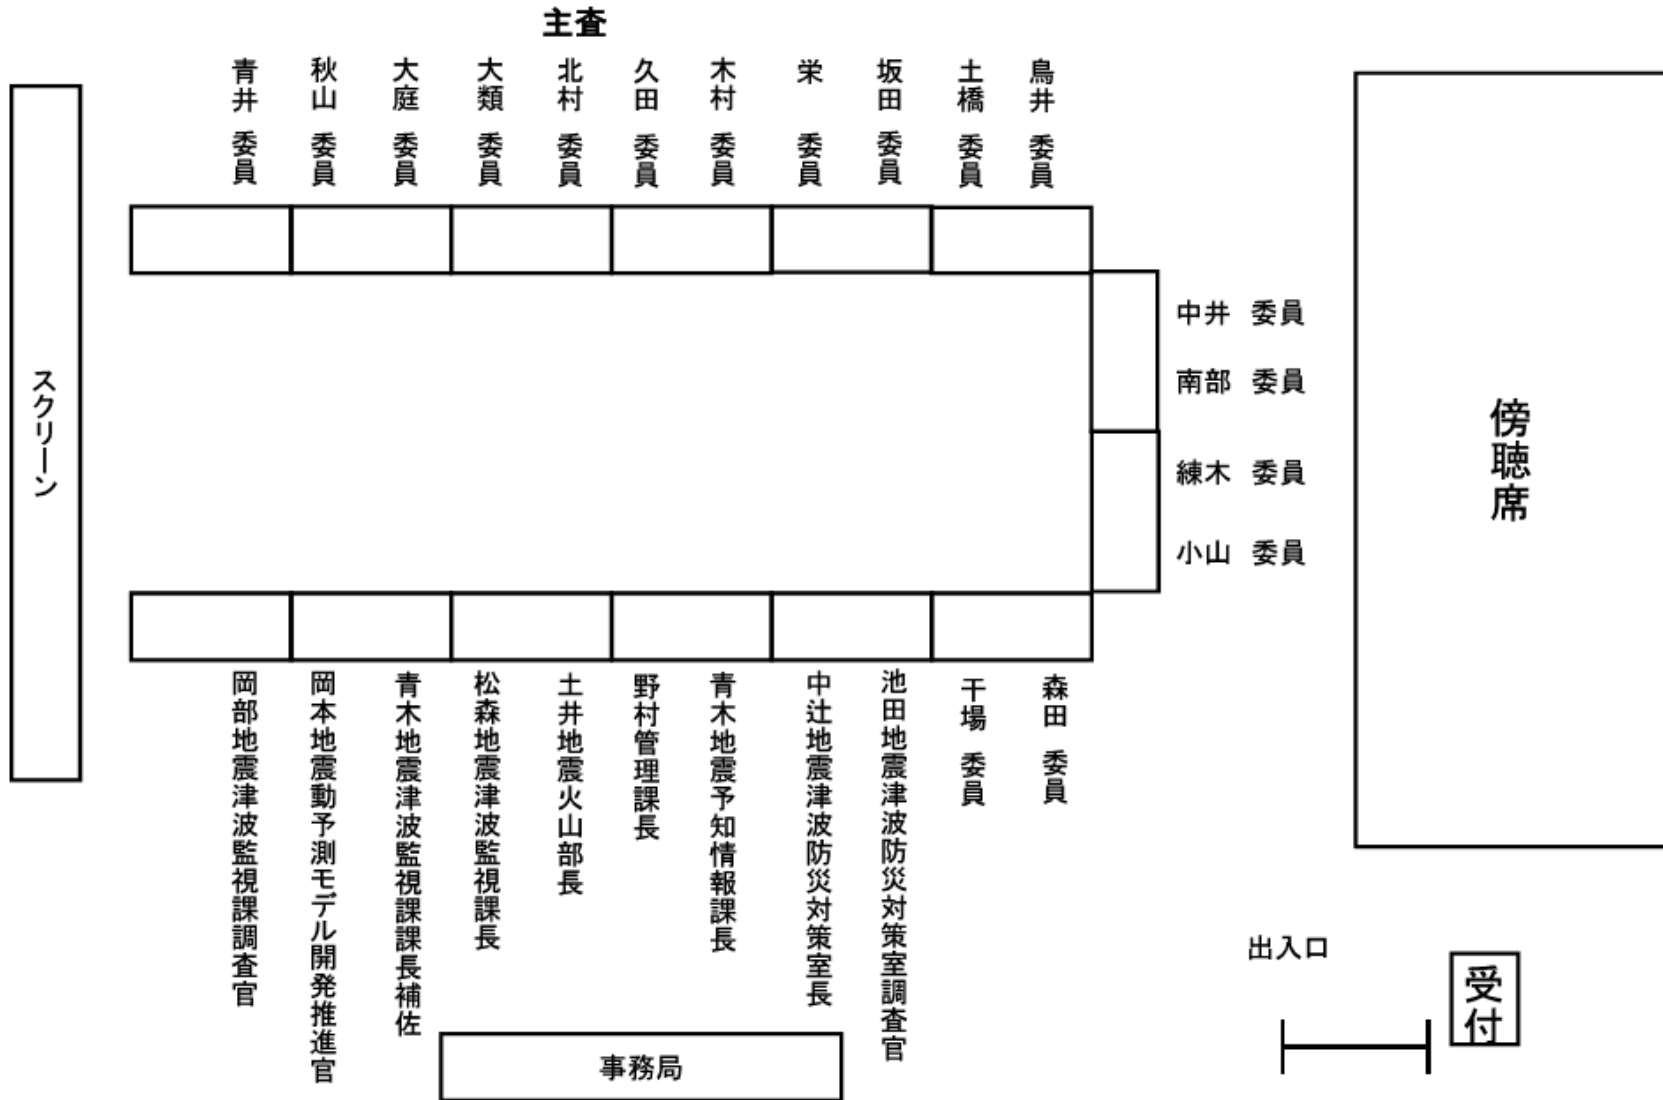 主査
青井 委員
秋山 委員
大庭 委員
大類 委員
北村 委員
久田 委員
木村 委員
栄 委員
坂田 委員
土橋 委員
鳥井 委員
スクリーン
中井 委員
南部 委員
練木 委員
小山 委員
傍聴席
岡部地震津波監視課調査官
岡本地震動予測モデル開発推進官
青木地震津波監視課課長補佐
松森地震津波監視課長
土井地震火山部長
野村管理課長
青木地震予知情報課長
中辻地震津波防災対策室長
池田地震津波防災対策室調査官
干場 委員
森田 委員
事務局
出入口
受付